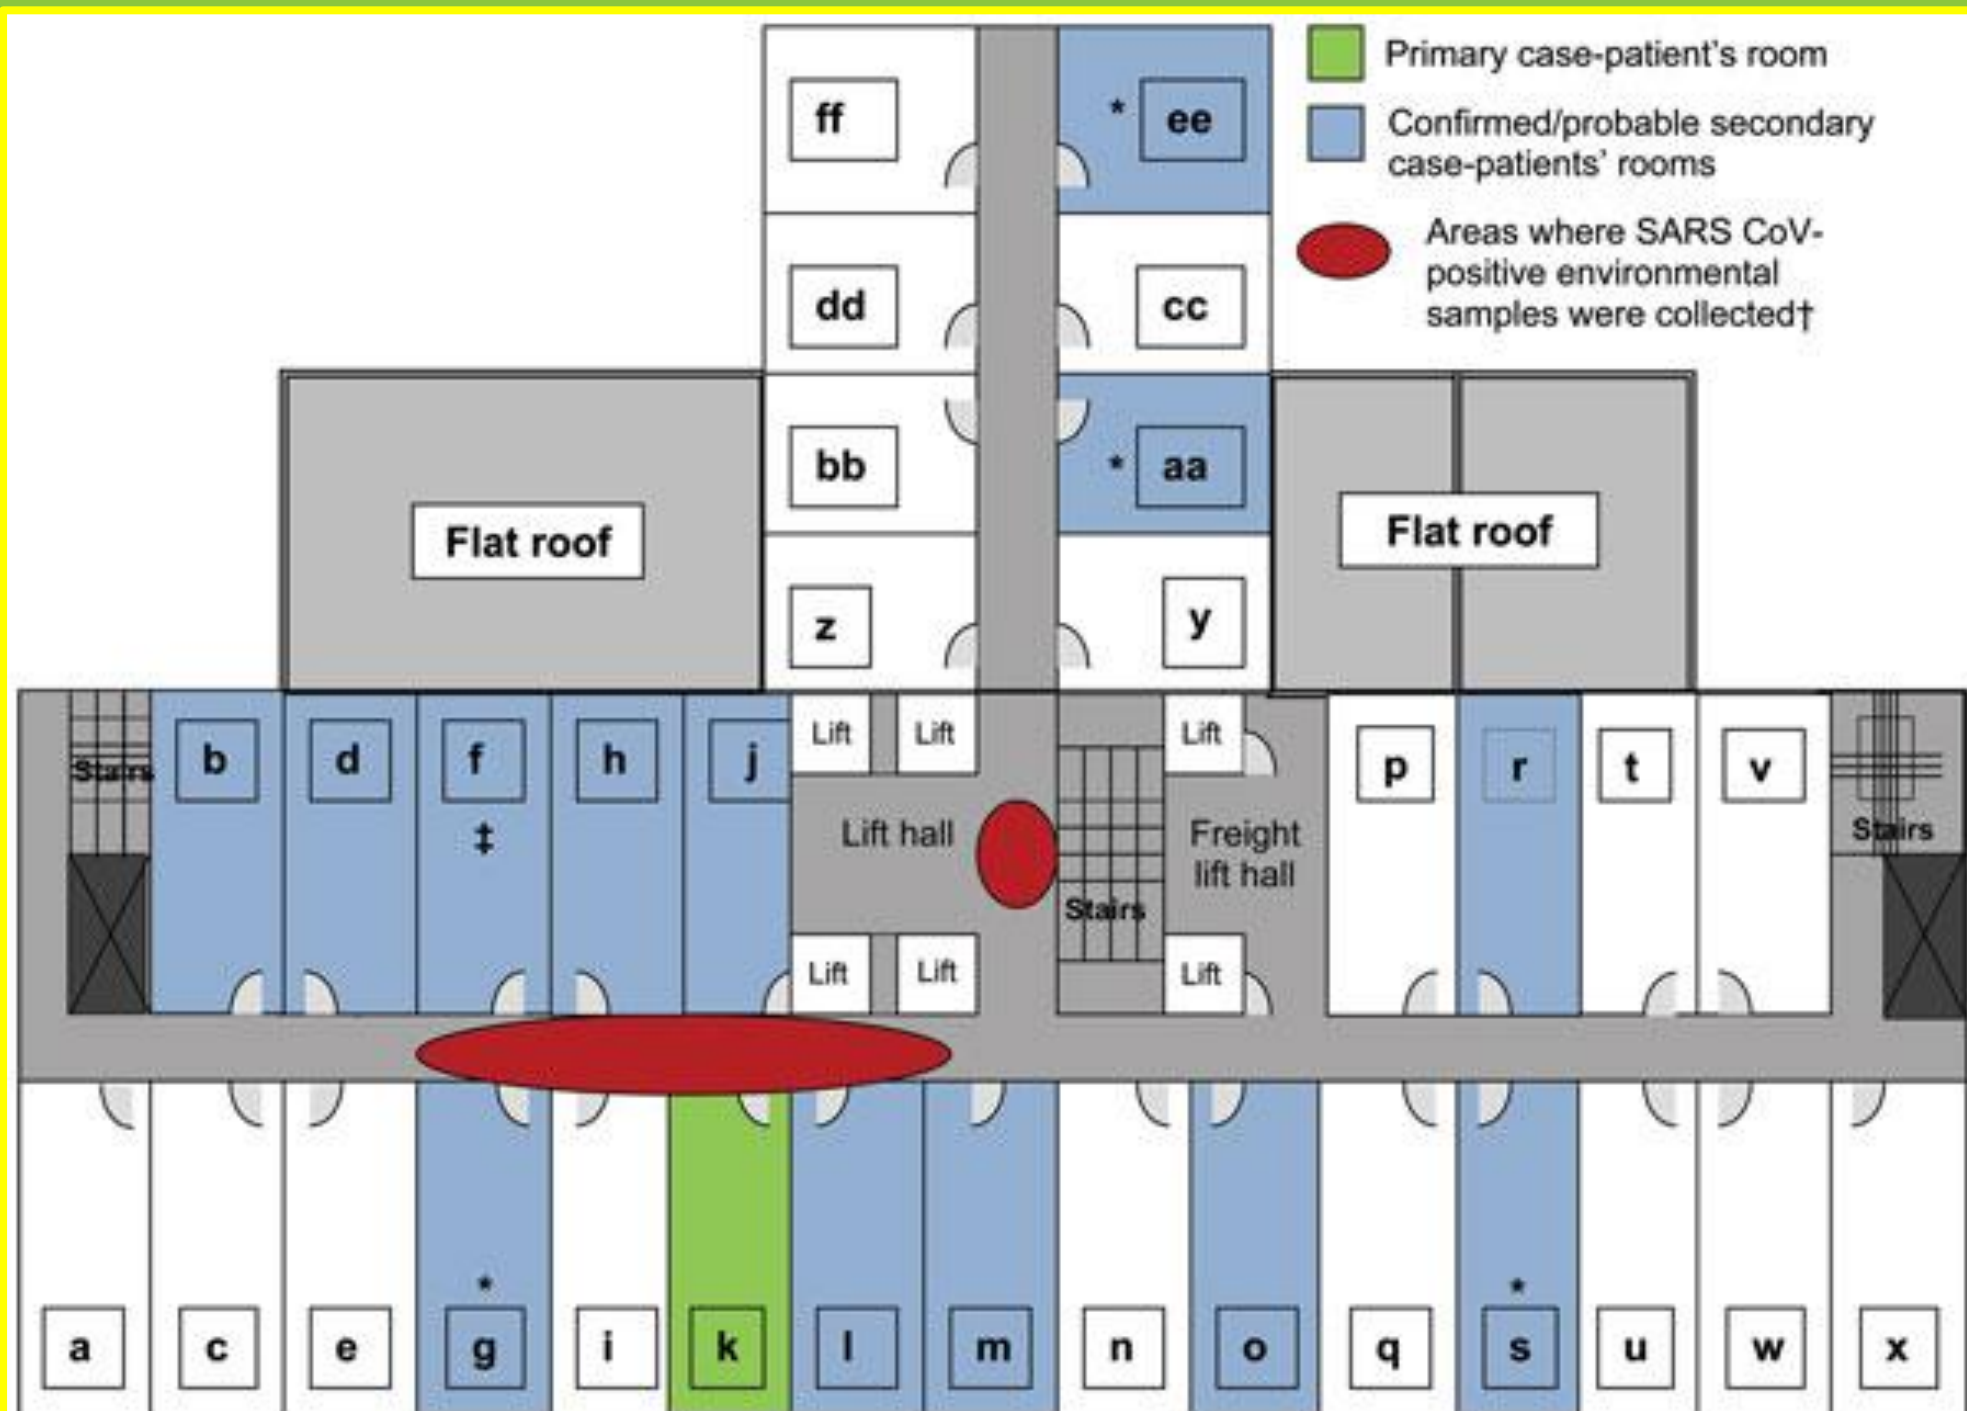 Primary case-patient's room
Confirmed/probable secondary
case-patients' rooms
Areas where SARS CoV-
positive environmental
samples were collected†
ff
* ee
dd
cc
bb
* aa
z
y
Flat roof
Flat roof
Stairs
b
d
f
‡
h
j
Lift
Lift
Lift hall
Lift
Lift
Stairs
Lift
Freight
lift hall
Lift
p
r
t
v
Stairs
a
c
e
*
g
i
k
l
m
n
o
q
*
s
u
w
x